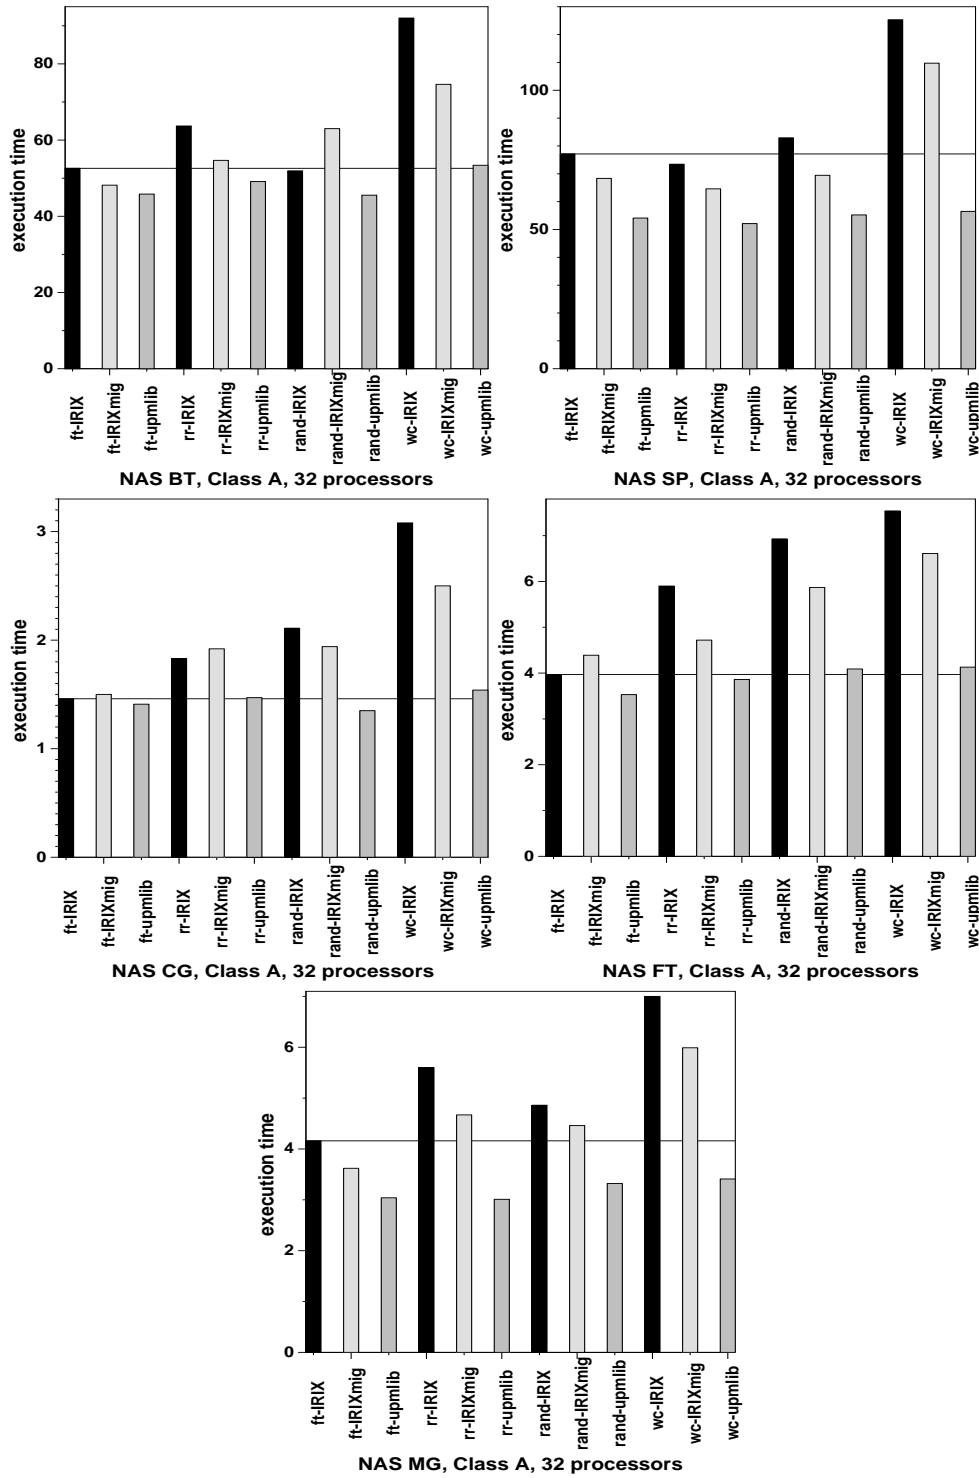 execution time
80
60
40
20
0
ft-IRIX
ft-IRIXmig
ft-upmlib
rr-IRIX
rr-IRIXmig
rr-upmlib
rand-IRIX
rand-IRIXmig
rand-upmlib
wc-IRIX
wc-IRIXmig
wc-upmlib
NAS BT, Class A, 32 processors
execution time
100
50
0
ft-IRIX
ft-IRIXmig
ft-upmlib
rr-IRIX
rr-IRIXmig
rr-upmlib
rand-IRIX
rand-IRIXmig
rand-upmlib
wc-IRIX
wc-IRIXmig
wc-upmlib
NAS SP, Class A, 32 processors
execution time
3
2
1
0
ft-IRIX
ft-IRIXmig
ft-upmlib
rr-IRIX
rr-IRIXmig
rr-upmlib
rand-IRIX
rand-IRIXmig
rand-upmlib
wc-IRIX
wc-IRIXmig
wc-upmlib
NAS CG, Class A, 32 processors
execution time
6
4
2
0
ft-IRIX
ft-IRIXmig
ft-upmlib
rr-IRIX
rr-IRIXmig
rr-upmlib
rand-IRIX
rand-IRIXmig
rand-upmlib
wc-IRIX
wc-IRIXmig
wc-upmlib
NAS FT, Class A, 32 processors
execution time
6
4
2
0
ft-IRIX
ft-IRIXmig
ft-upmlib
rr-IRIX
rr-IRIXmig
rr-upmlib
rand-IRIX
rand-IRIXmig
rand-upmlib
wc-IRIX
wc-IRIXmig
wc-upmlib
NAS MG, Class A, 32 processors